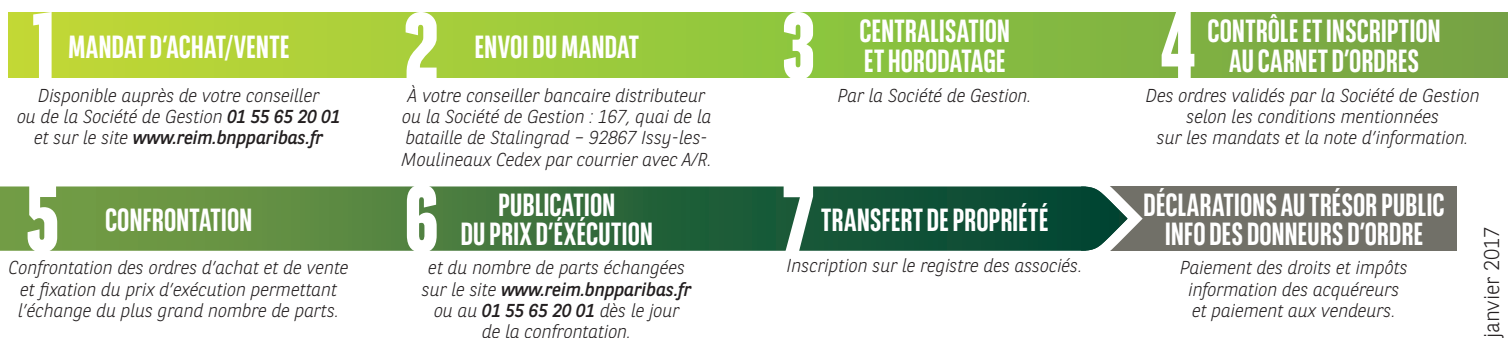 1 MANDAT D'ACHAT/VENTE
Disponible auprès de votre conseiller
ou de la Société de Gestion 01 55 65 20 01
et sur le site www.reim.bnpparibas.fr
2 ENVOI DU MANDAT
À votre conseiller bancaire distributeur
ou la Société de Gestion : 167, quai de la
bataille de Stalingrad – 92867 Issy-les-
Moulineaux Cedex par courrier avec A/R.
3 CENTRALISATION
ET HORODATAGE
Par la Société de Gestion.
4 CONTRÔLE ET INSCRIPTION
AU CARNET D'ORDRES
Des ordres validés par la Société de Gestion
selon les conditions mentionnées
sur les mandats et la note d'information.
5 CONFRONTATION
Confrontation des ordres d'achat et de vente
et fixation du prix d'exécution permettant
l'échange du plus grand nombre de parts.
6 PUBLICATION
DU PRIX D'ÉXÉCUTION
et du nombre de parts échangées
sur le site www.reim.bnpparibas.fr
ou au 01 55 65 20 01 dès le jour
de la confrontation.
7 TRANSFERT DE PROPRIÉTÉ
Inscription sur le registre des associés.
DÉCLARATIONS AU TRÉSOR PUBLIC
INFO DES DONNEURS D'ORDRE
Paiement des droits et impôts
information des acquéreurs
et paiement aux vendeurs.
janvier 2017